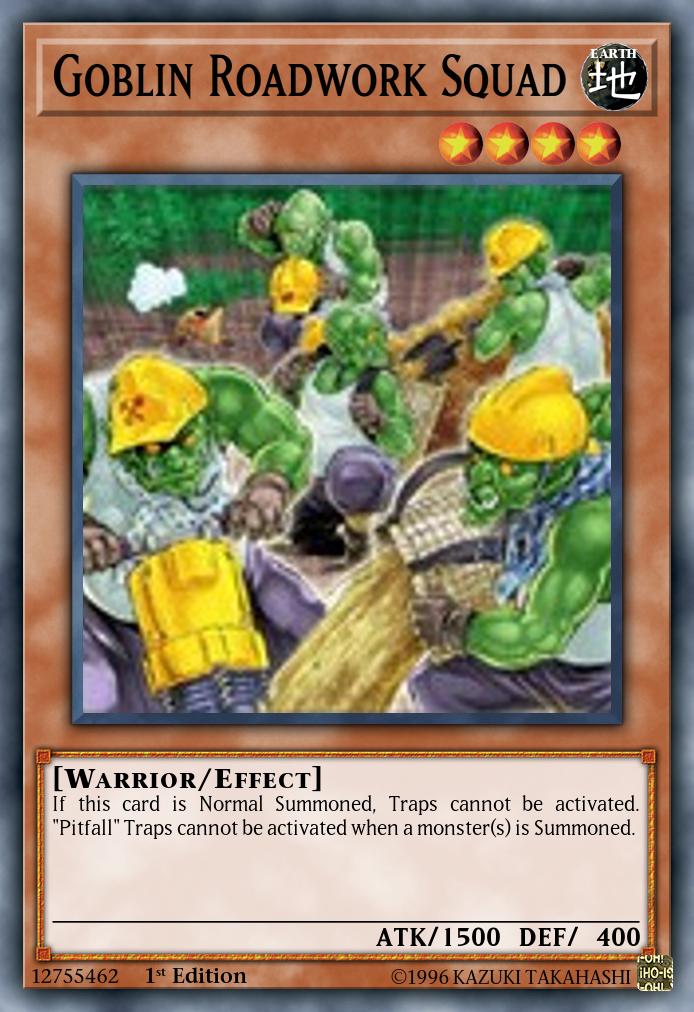 Goblin Roadwork Squad
EARTH
地
[Warrior/Effect]
If this card is Normal Summoned, Traps cannot be activated.
"Pitfall" Traps cannot be activated when a monster(s) is Summoned.
ATK/1500 DEF/ 400
12755462 1st Edition ©1996 KAZUKI TAKAHASHI